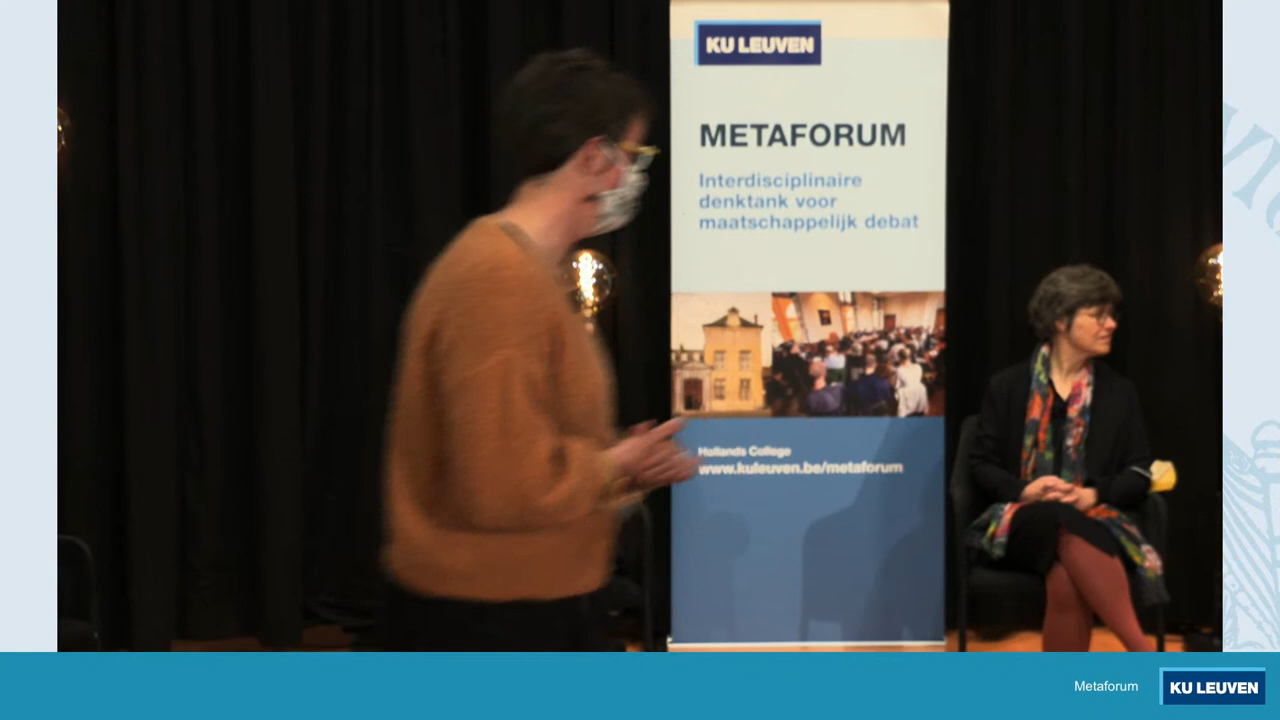 KU LEUVEN
METAFORUM
Interdisciplinaire
denktank voor
maatschappelijk debat
Hollands College
www.kuleuven.be/metaforum
Metaforum
KU LEUVEN